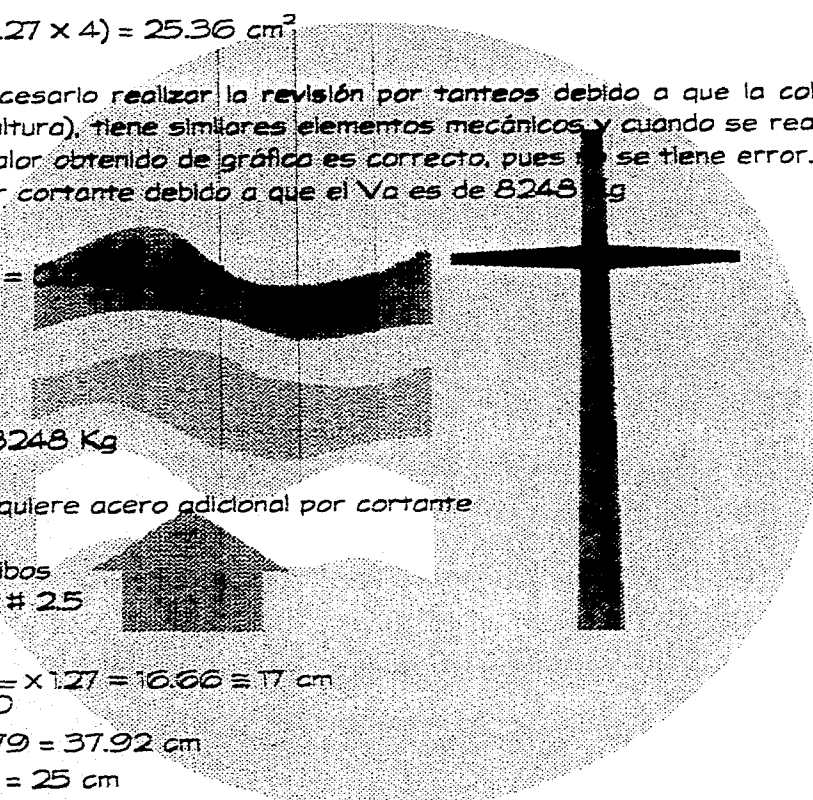 .27 x 4) = 25.36 cm²
cesario realizar la revisión por tanteos debido a que la col
ltura), tiene similares elementos mecánicos y cuando se rea
alor obtenido de gráfica es correcto, pues se tiene error.
r cortante debido a que el Va es de 8248 Kg
=
8248 Kg
quiere acero adicional por cortante
ibos
# 2.5
x 1.27 = 16.66 ≅ 17 cm
79 = 37.92 cm
= 25 cm